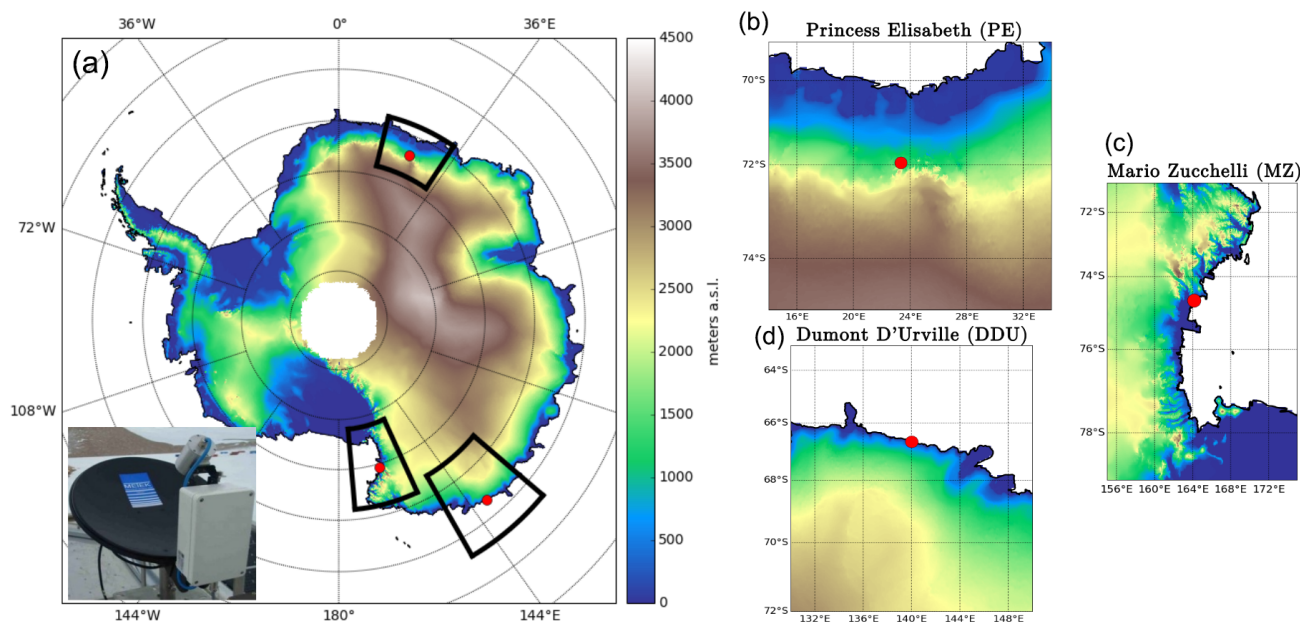 (a)
36°W
0°
36°E
72°W
108°W
144°W
180°
144°E
4500
4000
3500
3000
2500
2000
1500
1000
500
0
meters a.s.l.
METEK
(b)
Princess Elisabeth (PE)
70°S
72°S
74°S
16°E
20°E
24°E
28°E
32°E
(c)
Mario Zucchelli (MZ)
72°S
74°S
76°S
78°S
156°E
160°E
164°E
168°E
172°E
(d)
Dumont D'Urville (DDU)
64°S
66°S
68°S
70°S
72°S
132°E
136°E
140°E
144°E
148°E